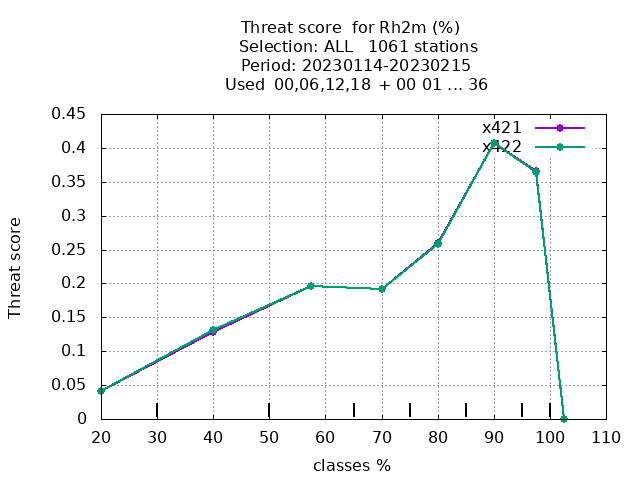 Threat score for Rh2m (%)
Selection: ALL 1061 stations
Period: 20230114-20230215
Used 00,06,12,18 + 00 01 ... 36
x421
x422
Threat score
0.45
0.4
0.35
0.3
0.25
0.2
0.15
0.1
0.05
0
20 30 40 50 60 70 80 90 100 110
classes %